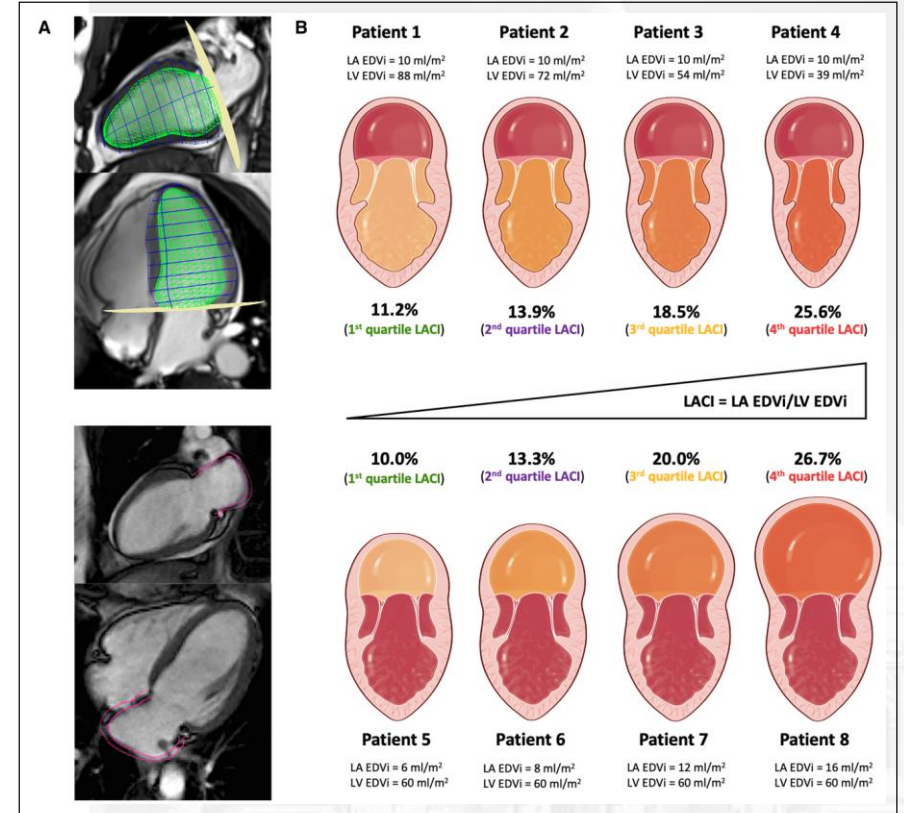 A
B
Patient 1
LA EDVi = 10 ml/m²
LV EDVi = 88 ml/m²
Patient 2
LA EDVi = 10 ml/m²
LV EDVi = 72 ml/m²
Patient 3
LA EDVi = 10 ml/m²
LV EDVi = 54 ml/m²
Patient 4
LA EDVi = 10 ml/m²
LV EDVi = 39 ml/m²
11.2%
(1st quartile LACI)
13.9%
(2nd quartile LACI)
18.5%
(3rd quartile LACI)
25.6%
(4th quartile LACI)
LACI = LA EDVi/LV EDVi
10.0%
(1st quartile LACI)
13.3%
(2nd quartile LACI)
20.0%
(3rd quartile LACI)
26.7%
(4th quartile LACI)
Patient 5
LA EDVi = 6 ml/m²
LV EDVi = 60 ml/m²
Patient 6
LA EDVi = 8 ml/m²
LV EDVi = 60 ml/m²
Patient 7
LA EDVi = 12 ml/m²
LV EDVi = 60 ml/m²
Patient 8
LA EDVi = 16 ml/m²
LV EDVi = 60 ml/m²